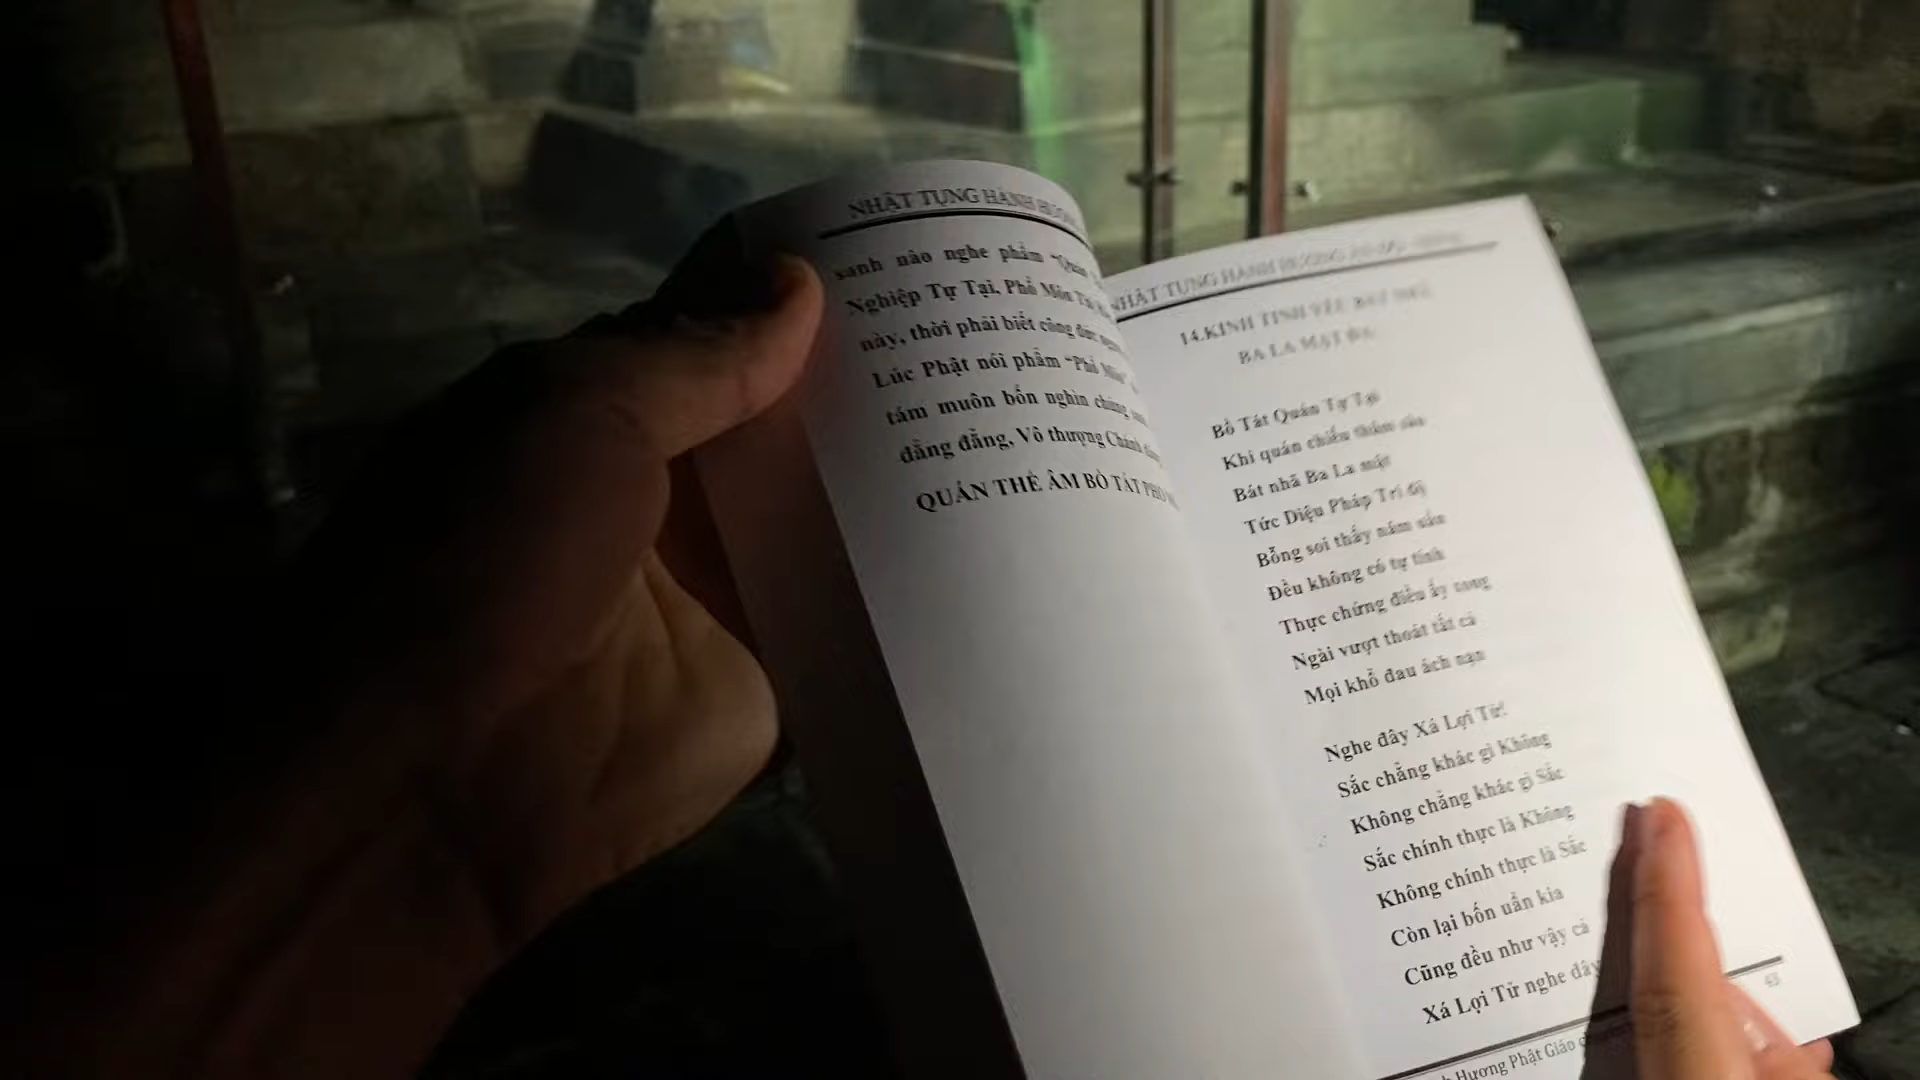 NHẬT TỤNG HÀNH HƯƠNG
sanh nào nghe phẩm “Quán
Nghiệp Tự Tại, Phổ Môn
này, thời phải biết công đức
Lúc Phật nói phẩm “Phổ Môn”
tám muôn bốn nghìn chúng
đẳng đẳng, Vô thượng Chánh
QUÁN THẾ ÂM BỒ TÁT PHỔ
NHẬT TỤNG HÀNH HƯƠNG
14.KINH TINH YẾU BÁT NHÃ
BA LA MẬT ĐA
Bồ Tát Quán Tự Tại
Khi quán chiếu thâm sâu
Bát nhã Ba La mật
Tức Diệu Pháp Trí độ
Bỗng soi thấy năm uẩn
Đều không có tự tính
Thực chứng điều ấy xong
Ngài vượt thoát tất cả
Mọi khổ đau ách nạn
Nghe đây Xá Lợi Tử!
Sắc chẳng khác gì Không
Không chẳng khác gì Sắc
Sắc chính thực là Không
Không chính thực là Sắc
Còn lại bốn uẩn kia
Cũng đều như vậy cả
Xá Lợi Tử nghe đây
Hương Phật Giáo